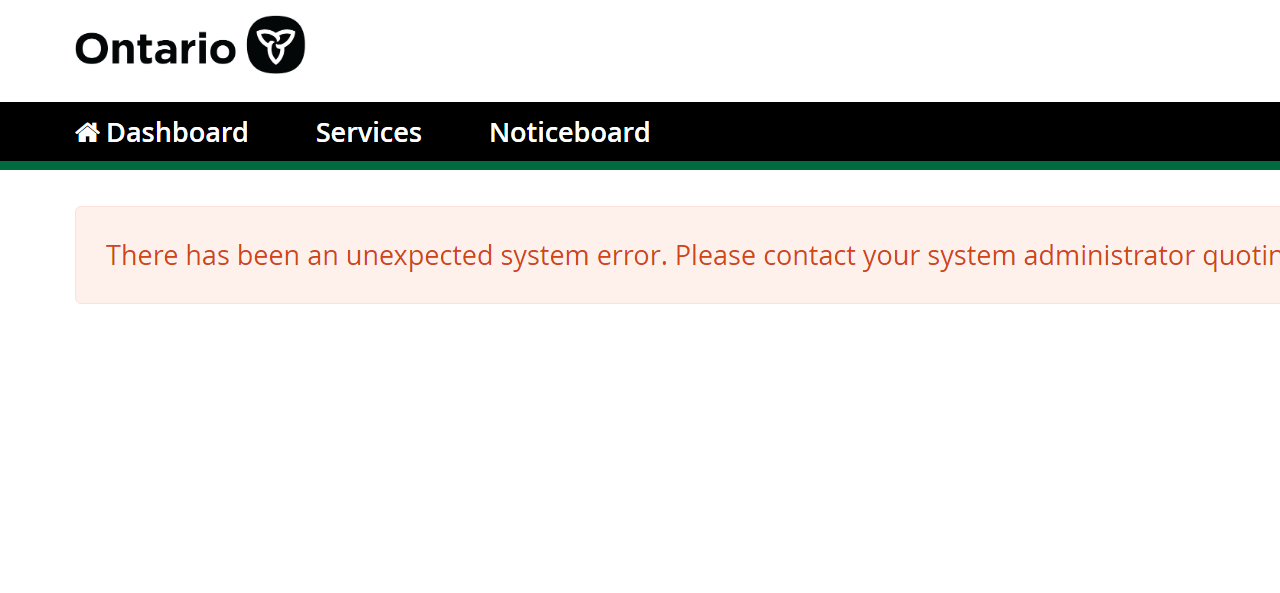 Ontario
Dashboard Services Noticeboard
There has been an unexpected system error. Please contact your system administrator